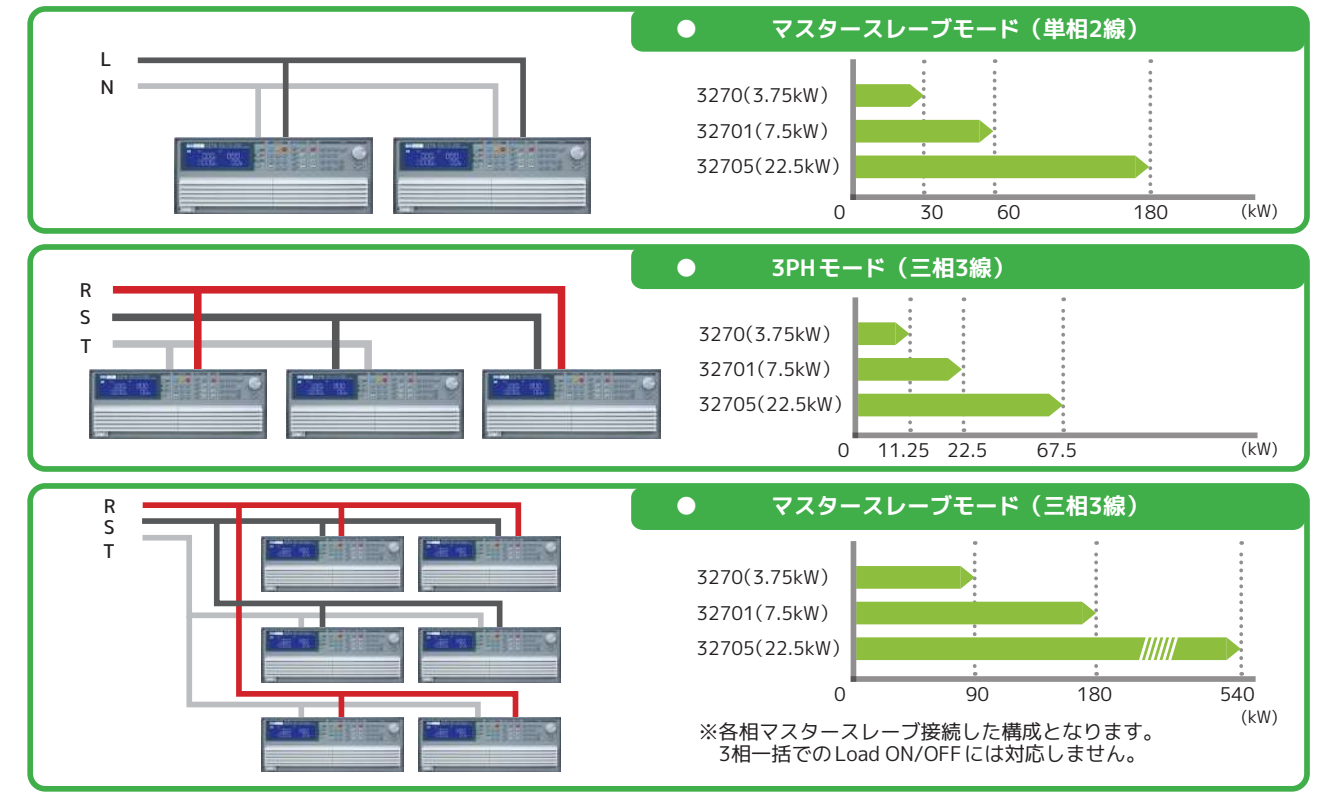 ● マスタースレーブモード（単相2線）
L
N
3270(3.75kW)
32701(7.5kW)
32705(22.5kW)
0 30 60 180 (kW)
● 3PHモード（三相3線）
R
S
T
3270(3.75kW)
32701(7.5kW)
32705(22.5kW)
0 11.25 22.5 67.5 (kW)
● マスタースレーブモード（三相3線）
R
S
T
3270(3.75kW)
32701(7.5kW)
32705(22.5kW)
0 90 180 540
(kW)
※各相マスタースレーブ接続した構成となります。
3相一括でのLoad ON/OFFには対応しません。